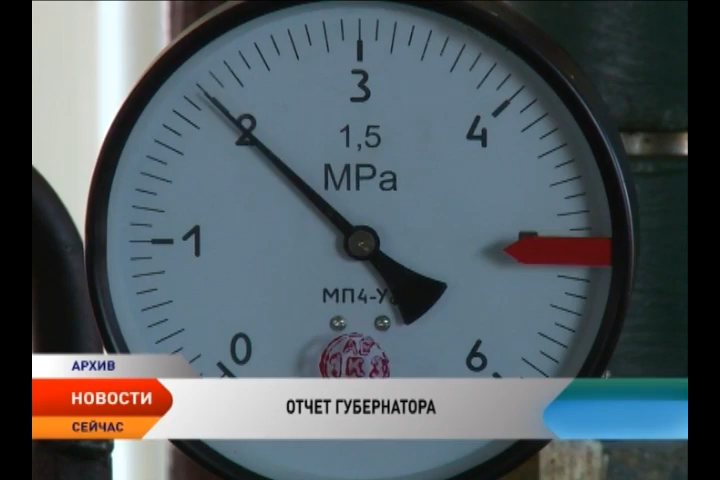 3
2
4
1,5
MPa
1
МП4-У
0
6
АРХИВ
НОВОСТИ
ОТЧЕТ ГУБЕРНАТОРА
СЕЙЧАС